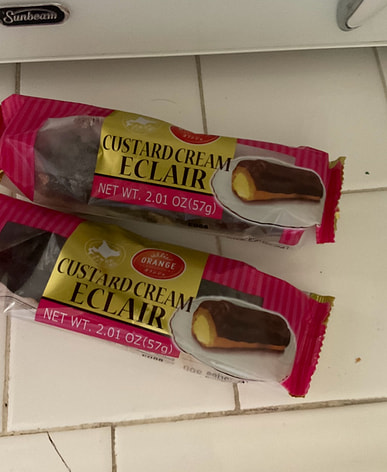 Sunbeam
CUSTARD CREAM
ECLAIR
NET WT. 2.01 OZ(57g)
ORANGE
CUSTARD CREAM
ECLAIR
NET WT. 2.01 OZ(57g)